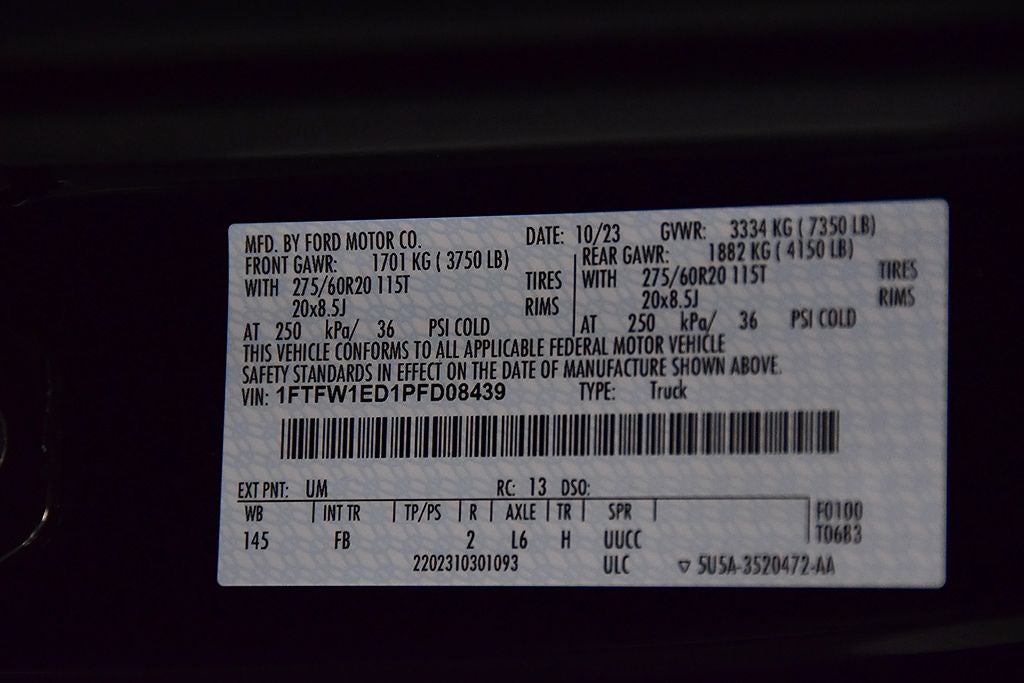 MFD. BY FORD MOTOR CO. DATE: 10/23 GVWR: 3334 KG ( 7350 LB)
FRONT GAWR: 1701 KG ( 3750 LB) REAR GAWR: 1882 KG ( 4150 LB)
WITH 275/60R20 115T TIRES WITH 275/60R20 115T TIRES
20x8.5J RIMS 20x8.5J RIMS
AT 250 kPa/ 36 PSI COLD AT 250 kPa/ 36 PSI COLD
THIS VEHICLE CONFORMS TO ALL APPLICABLE FEDERAL MOTOR VEHICLE
SAFETY STANDARDS IN EFFECT ON THE DATE OF MANUFACTURE SHOWN ABOVE.
VIN: 1FTFW1ED1PFD08439 TYPE: Truck
EXT PNT: UM RC: 13 DSO:
WB INT TR TP/PS R AXLE TR SPR F0100
145 FB 2 L6 H UUCC T0683
2202310301093 ULC ▽ 5U5A-3520472-AA